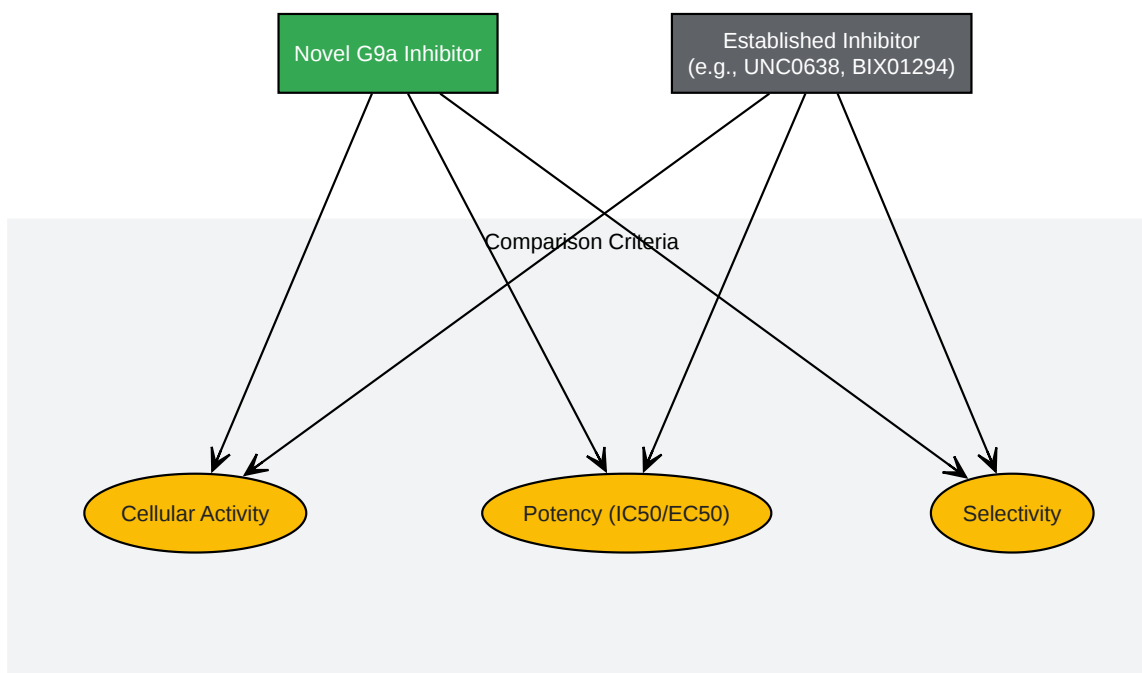 Novel G9a Inhibitor
Established Inhibitor
(e.g., UNC0638, BIX01294)
Comparison Criteria
Cellular Activity
Potency (IC50/EC50)
Selectivity